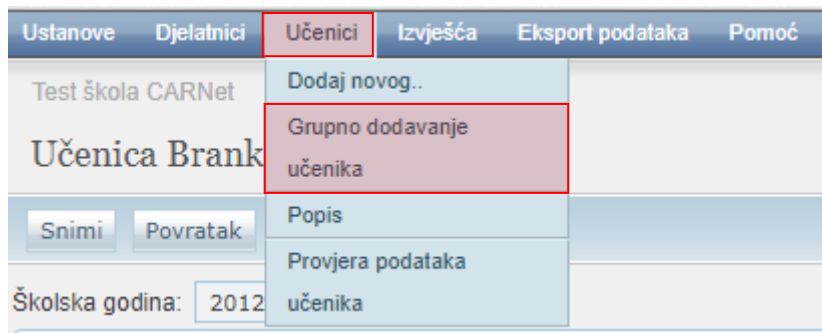 Ustanove Djelatnici Učenici Izvješća Eksport podataka Pomoć
Test škola CARNet
Dodaj novog..
Učenica Brank
Grupno dodavanje
učenika
Snimi Povratak
Popis
Provjera podataka
učenika
Školska godina: 2012